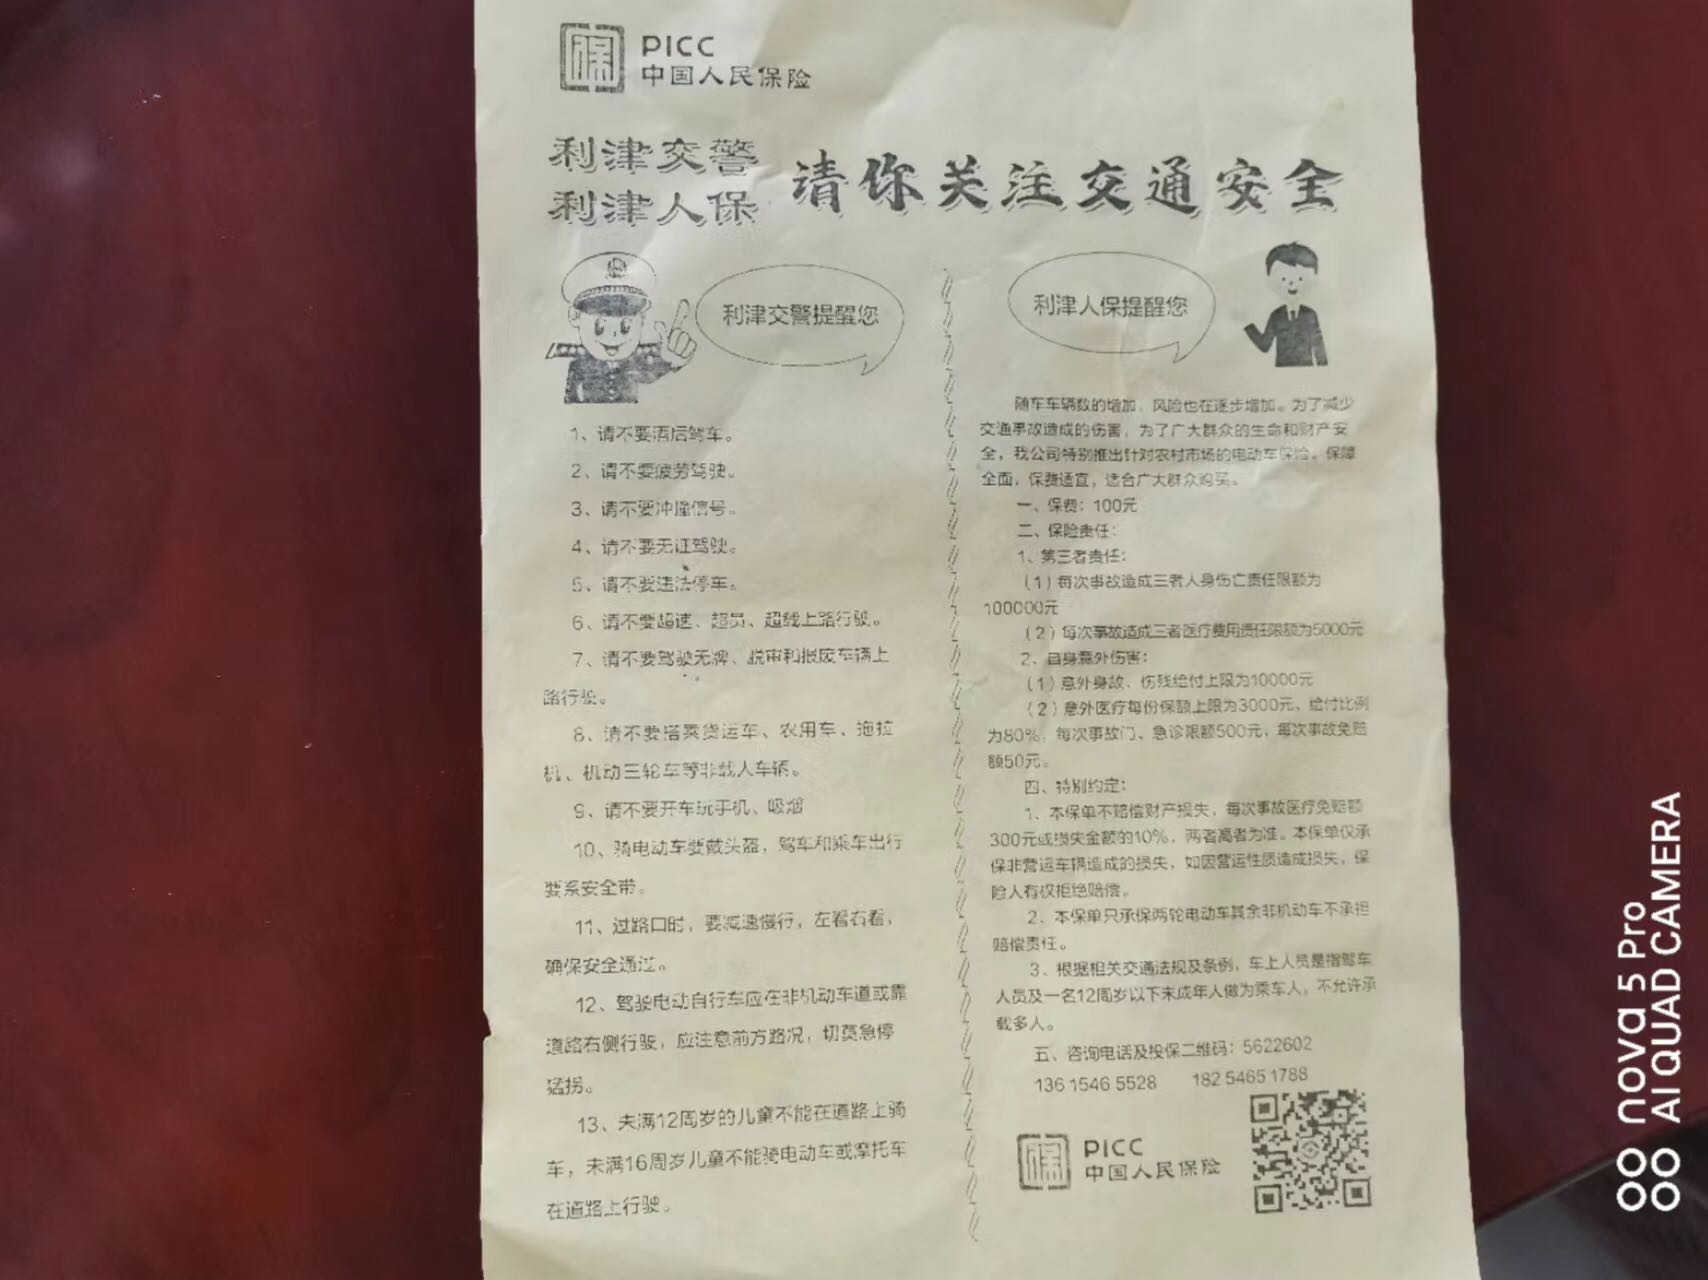 PICC
中国人民保险
利津交警
利津人保
请你关注交通安全
利津交警提醒您
1、请不要酒后驾车。
2、请不要疲劳驾驶。
3、请不要冲撞信号。
4、请不要无证驾驶。
5、请不要违法停车。
6、请不要超速、超员、超载上路行驶。
7、请不要驾驶无牌、脱审和报废车辆上
路行驶。
8、请不要搭乘货运车、农用车、拖拉
机、机动三轮车等非载人车辆。
9、请不要开车玩手机、吸烟
10、骑电动车要戴头盔，驾车和乘车出行
要系安全带。
11、过路口时，要减速慢行，左看右看，
确保安全通过。
12、驾驶电动自行车应在非机动车道或靠
道路右侧行驶，应注意前方路况，切莫急停
猛拐。
13、未满12周岁的儿童不能在道路上骑
车，未满16周岁儿童不能骑电动车或摩托车
在道路上行驶。
利津人保提醒您
随车车辆数的增加，风险也在逐步增加。为了减少
交通事故造成的伤害，为了广大群众的生命和财产安
全，我公司特别推出针对农村市场的电动车保险。保障
全面，保费适宜，适合广大群众购买。
一、保费：100元
二、保险责任：
1、第三者责任：
（1）每次事故造成三者人身伤亡责任限额为
100000元
（2）每次事故造成三者医疗费用责任限额为5000元
2、自身意外伤害：
（1）意外身故、伤残给付上限为10000元
（2）意外医疗每份保额上限为3000元，给付比例
为80%，每次事故门、急诊限额500元，每次事故免赔
额50元。
四、特别约定：
1、本保单不赔偿财产损失，每次事故医疗免赔额
300元或损失金额的10%，两者高者为准。本保单仅承
保非营运车辆造成的损失，如因营运性质造成损失，保
险人有权拒绝赔偿。
2、本保单只承保两轮电动车其余非机动车不承担
赔偿责任。
3、根据相关交通法规及条例，车上人员是指驾车
人员及一名12周岁以下未成年人做为乘车人，不允许承
载多人。
五、咨询电话及投保二维码：5622602
136 1546 5528 182 5465 1788
PICC
中国人民保险
nova 5 Pro
AI QUAD CAMERA